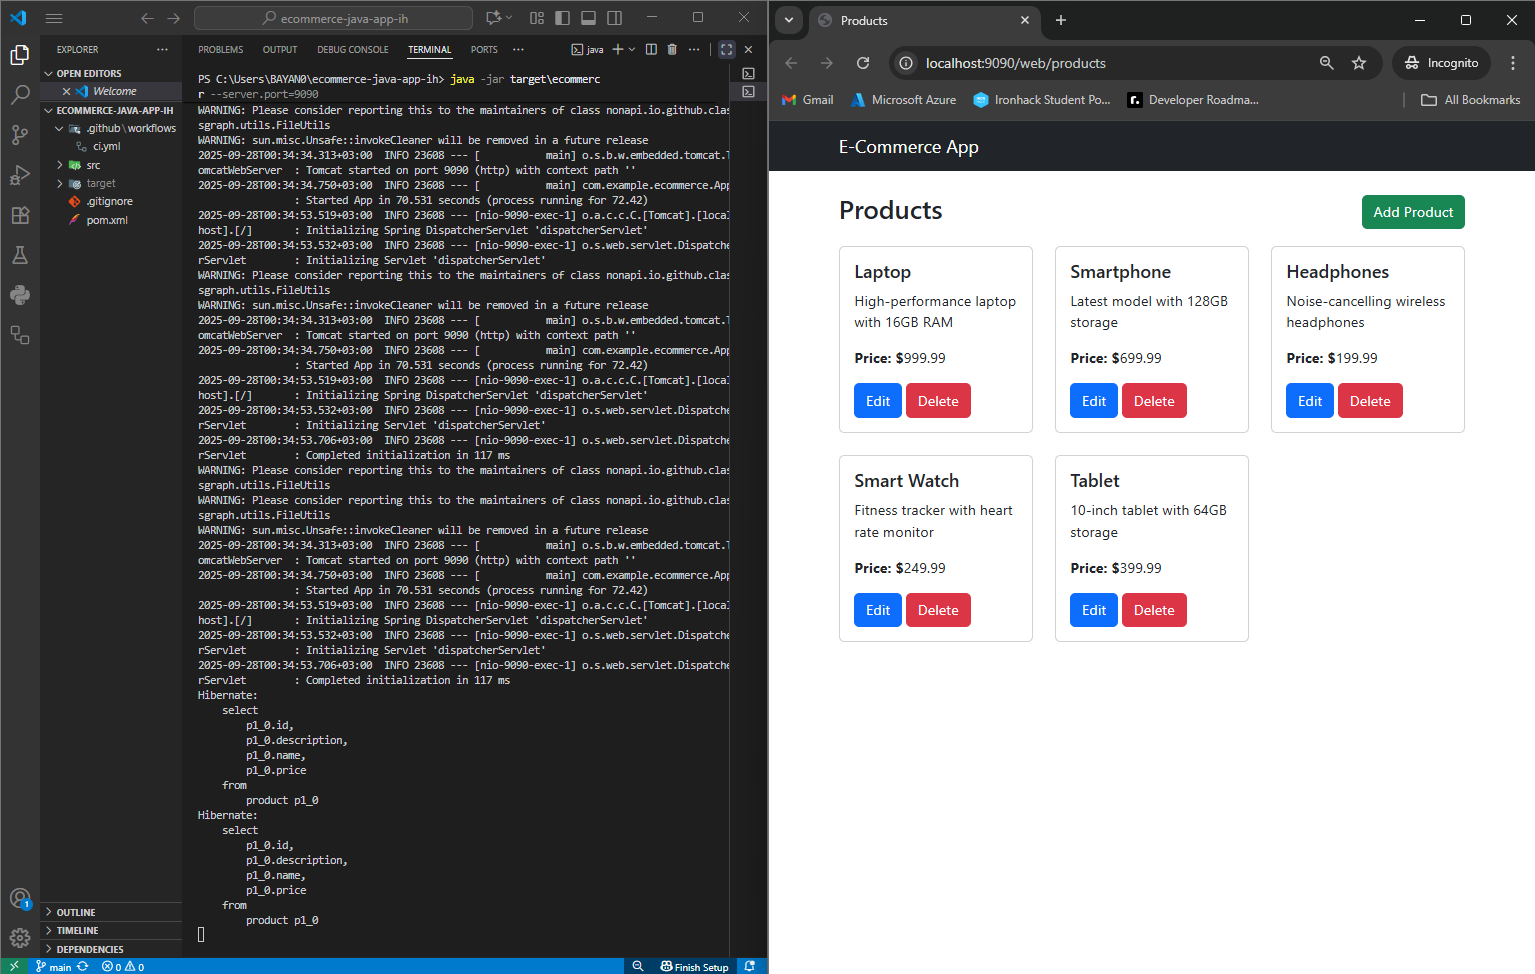 ecommerce-java-app-ih
EXPLORER
OPEN EDITORS
Welcome
ECOMMERCE-JAVA-APP-IH
.github\workflows
ci.yml
src
target
.gitignore
pom.xml
OUTLINE
TIMELINE
DEPENDENCIES
PROBLEMS OUTPUT DEBUG CONSOLE TERMINAL PORTS java
PS C:\Users\BAYAN0\ecommerce-java-app-ih> java -jar target\ecommerc
r --server.port=9090
WARNING: Please consider reporting this to the maintainers of class nonapi.io.github.clas
sgraph.utils.FileUtils
WARNING: sun.misc.Unsafe::invokeCleaner will be removed in a future release
2025-09-28T00:34:34.313+03:00  INFO 23608 --- [           main] o.s.b.w.embedded.tomcat.T
omcatWebServer  : Tomcat started on port 9090 (http) with context path ''
2025-09-28T00:34:34.750+03:00  INFO 23608 --- [           main] com.example.ecommerce.App
: Started App in 70.531 seconds (process running for 72.42)
2025-09-28T00:34:53.519+03:00  INFO 23608 --- [nio-9090-exec-1] o.a.c.c.C.[Tomcat].[local
host].[/]       : Initializing Spring DispatcherServlet 'dispatcherServlet'
2025-09-28T00:34:53.532+03:00  INFO 23608 --- [nio-9090-exec-1] o.s.web.servlet.Dispatche
rServlet        : Initializing Servlet 'dispatcherServlet'
WARNING: Please consider reporting this to the maintainers of class nonapi.io.github.clas
sgraph.utils.FileUtils
WARNING: sun.misc.Unsafe::invokeCleaner will be removed in a future release
2025-09-28T00:34:34.313+03:00  INFO 23608 --- [           main] o.s.b.w.embedded.tomcat.T
omcatWebServer  : Tomcat started on port 9090 (http) with context path ''
2025-09-28T00:34:34.750+03:00  INFO 23608 --- [           main] com.example.ecommerce.App
: Started App in 70.531 seconds (process running for 72.42)
2025-09-28T00:34:53.519+03:00  INFO 23608 --- [nio-9090-exec-1] o.a.c.c.C.[Tomcat].[local
host].[/]       : Initializing Spring DispatcherServlet 'dispatcherServlet'
2025-09-28T00:34:53.532+03:00  INFO 23608 --- [nio-9090-exec-1] o.s.web.servlet.Dispatche
rServlet        : Initializing Servlet 'dispatcherServlet'
2025-09-28T00:34:53.706+03:00  INFO 23608 --- [nio-9090-exec-1] o.s.web.servlet.Dispatche
rServlet        : Completed initialization in 117 ms
WARNING: Please consider reporting this to the maintainers of class nonapi.io.github.clas
sgraph.utils.FileUtils
WARNING: Please consider reporting this to the maintainers of class nonapi.io.github.clas
sgraph.utils.FileUtils
WARNING: sun.misc.Unsafe::invokeCleaner will be removed in a future release
2025-09-28T00:34:34.313+03:00  INFO 23608 --- [           main] o.s.b.w.embedded.tomcat.T
omcatWebServer  : Tomcat started on port 9090 (http) with context path ''
2025-09-28T00:34:34.750+03:00  INFO 23608 --- [           main] com.example.ecommerce.App
: Started App in 70.531 seconds (process running for 72.42)
2025-09-28T00:34:53.519+03:00  INFO 23608 --- [nio-9090-exec-1] o.a.c.c.C.[Tomcat].[local
host].[/]       : Initializing Spring DispatcherServlet 'dispatcherServlet'
2025-09-28T00:34:53.532+03:00  INFO 23608 --- [nio-9090-exec-1] o.s.web.servlet.Dispatche
rServlet        : Initializing Servlet 'dispatcherServlet'
2025-09-28T00:34:53.706+03:00  INFO 23608 --- [nio-9090-exec-1] o.s.web.servlet.Dispatche
rServlet        : Completed initialization in 117 ms
Hibernate:
select
p1_0.id,
p1_0.description,
p1_0.name,
p1_0.price
from
product p1_0
Hibernate:
select
p1_0.id,
p1_0.description,
p1_0.name,
p1_0.price
from
product p1_0
1
main 0 0 Finish Setup
Products
localhost:9090/web/products Incognito
Gmail Microsoft Azure Ironhack Student Po... Developer Roadma... All Bookmarks
E-Commerce App
Products Add Product
Laptop
High-performance laptop
with 16GB RAM
Price: $999.99
Edit Delete
Smartphone
Latest model with 128GB
storage
Price: $699.99
Edit Delete
Headphones
Noise-cancelling wireless
headphones
Price: $199.99
Edit Delete
Smart Watch
Fitness tracker with heart
rate monitor
Price: $249.99
Edit Delete
Tablet
10-inch tablet with 64GB
storage
Price: $399.99
Edit Delete